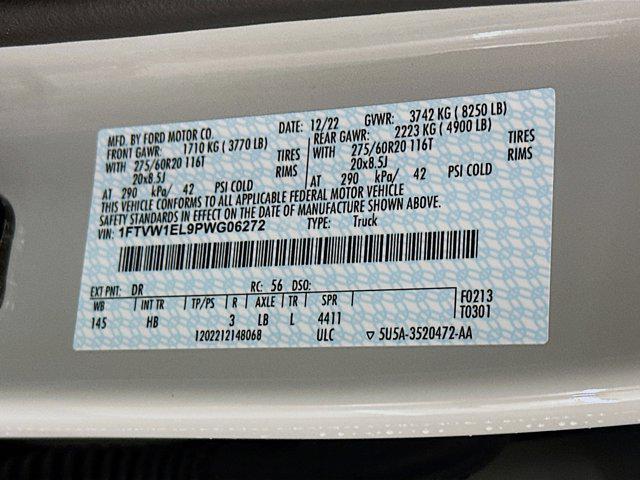 MFD. BY FORD MOTOR CO. DATE: 12/22 GVWR: 3742 KG ( 8250 LB)
FRONT GAWR: 1710 KG ( 3770 LB) REAR GAWR: 2223 KG ( 4900 LB)
WITH 275/60R20 116T TIRES WITH 275/60R20 116T TIRES
20x8.5J RIMS 20x8.5J RIMS
AT 290 kPa/ 42 PSI COLD AT 290 kPa/ 42 PSI COLD
THIS VEHICLE CONFORMS TO ALL APPLICABLE FEDERAL MOTOR VEHICLE
SAFETY STANDARDS IN EFFECT ON THE DATE OF MANUFACTURE SHOWN ABOVE.
VIN: 1FTVW1EL9PWG06272 TYPE: Truck
EXT PNT: DR RC: 56 DSO: F0213
WB INT TR TP/PS R AXLE TR SPR T0301
145 HB 3 LB L 4411
1202212148068 ULC ▽ 5U5A-3520472-AA